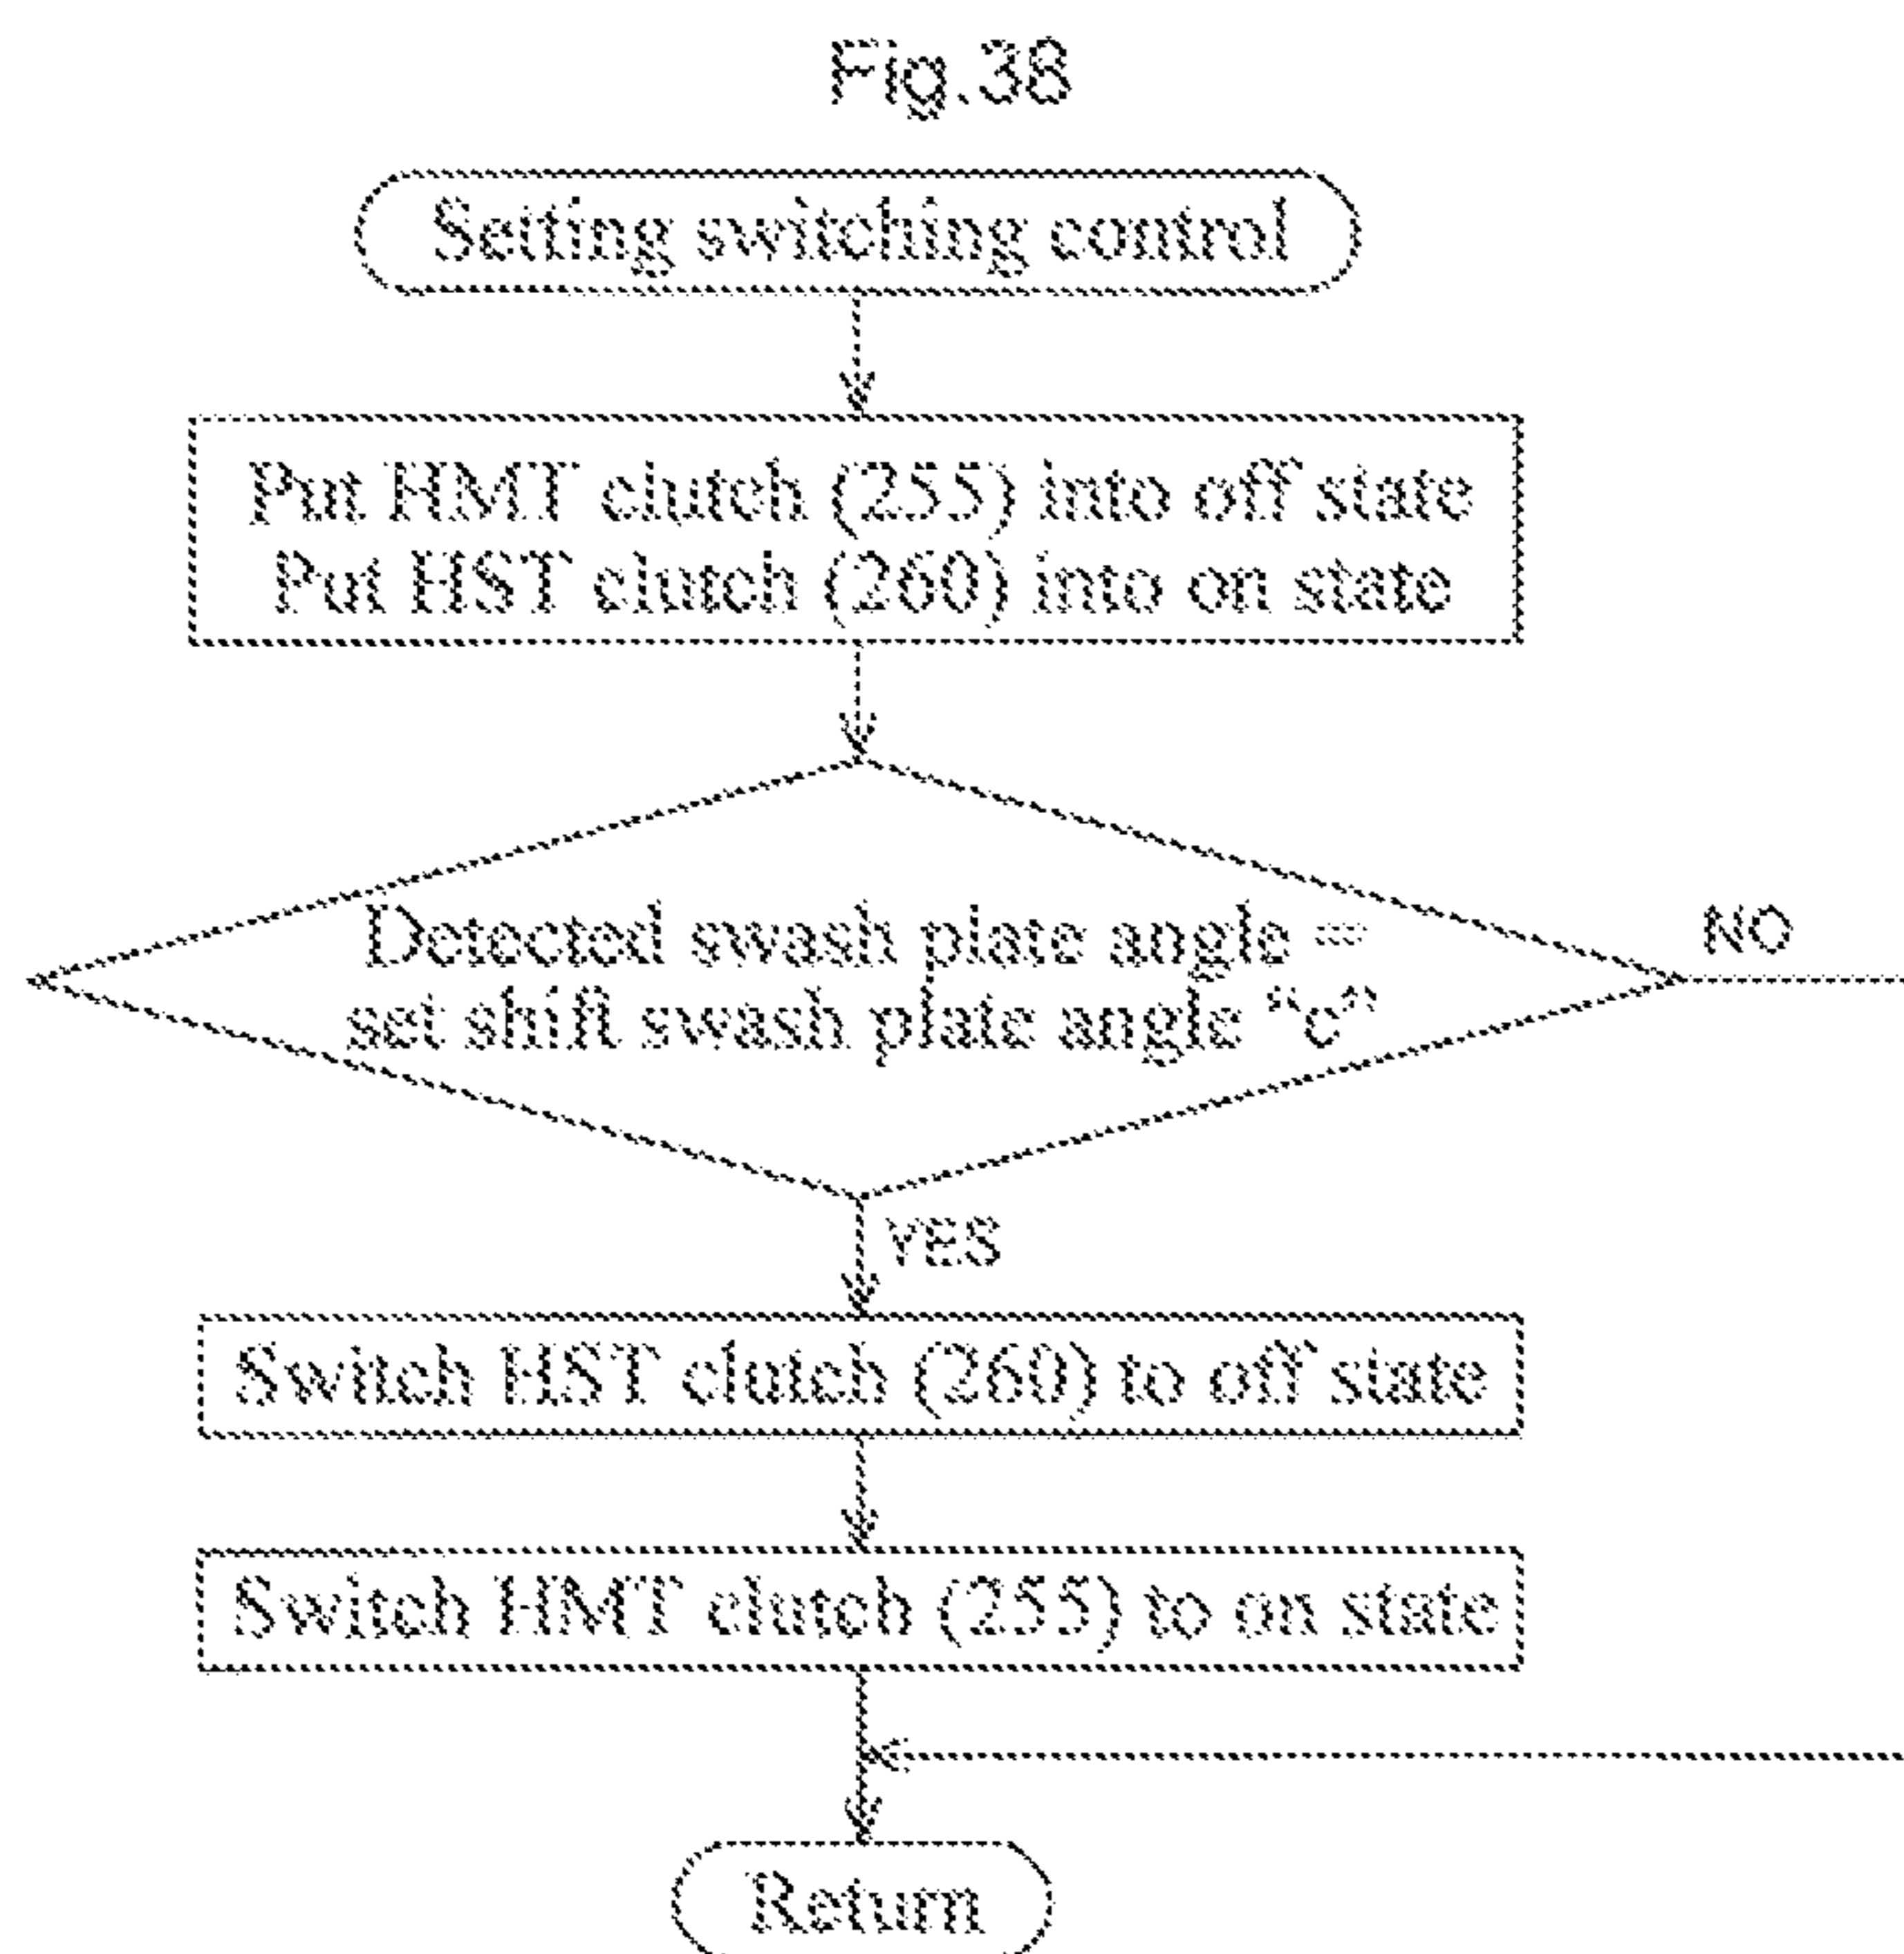 Fig.38
Setting switching control
Put HMT clutch (255) into off state
Put HST clutch (260) into on state
Detected swash plate angle =
set shift swash plate angle "c"
NO
YES
Switch HST clutch (260) to off state
Switch HMT clutch (255) to on state
Return